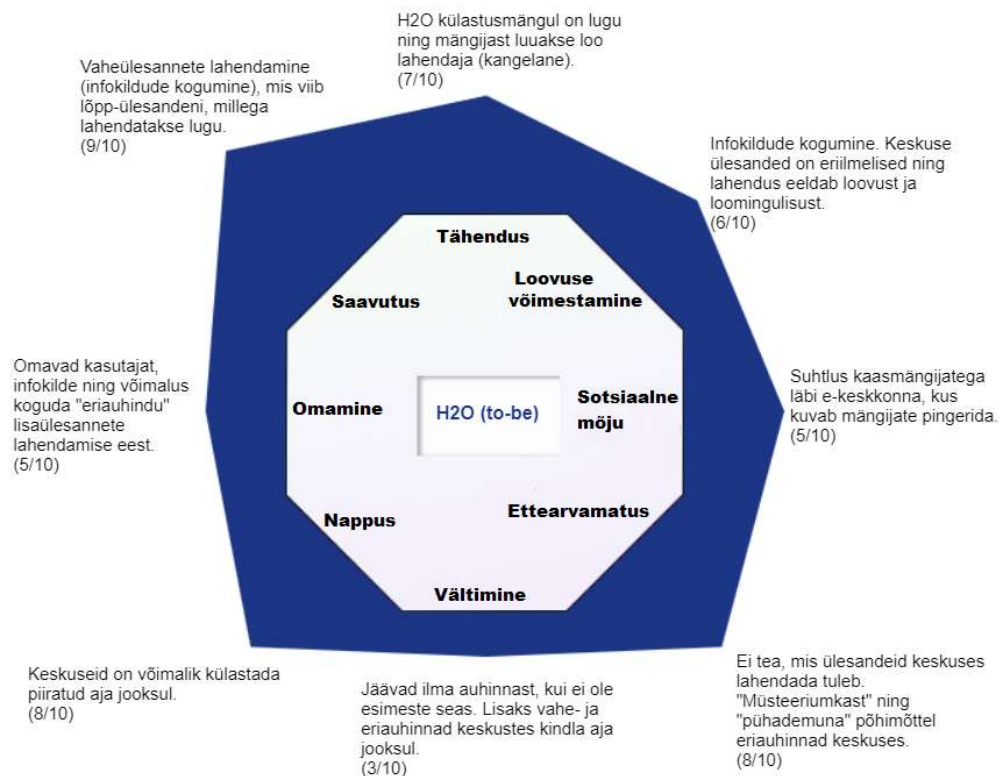 H2O külastusmängul on lugu
ning mängijast luuakse loo
lahendaja (kangelane).
(7/10)
Vaheülesannete lahendamine
(infokildude kogumine), mis viib
lõpp-ülesandeni, millega
lahendatakse lugu.
(9/10)
Infokildude kogumine. Keskuse
ülesanded on eriilmelised ning
lahendus eeldab loovust ja
loomingulisust.
(6/10)
Tähendus
Saavutus
Loovuse
võimestamine
Omavad kasutajat,
infokilde ning võimalus
koguda "eriauhindu"
lisaülesannete
lahendamise eest.
(5/10)
Omamine
H2O (to-be)
Sotsiaalne
mõju
Suhtlus kaasmängijatega
läbi e-keskkonna, kus
kuvab mängijate pingerida.
(5/10)
Nappus
Ettearvamatus
Vältimine
Keskuseid on võimalik külastada
piiratud aja jooksul.
(8/10)
Jäävad ilma auhinnast, kui ei ole
esimeste seas. Lisaks vahe- ja
eriauhinnad keskustes kindla aja
jooksul.
(3/10)
Ei tea, mis ülesandeid keskuses
lahendada tuleb.
"Müsteeriumkast" ning
"pühademuna" põhimõttel
eriauhinnad keskuses.
(8/10)